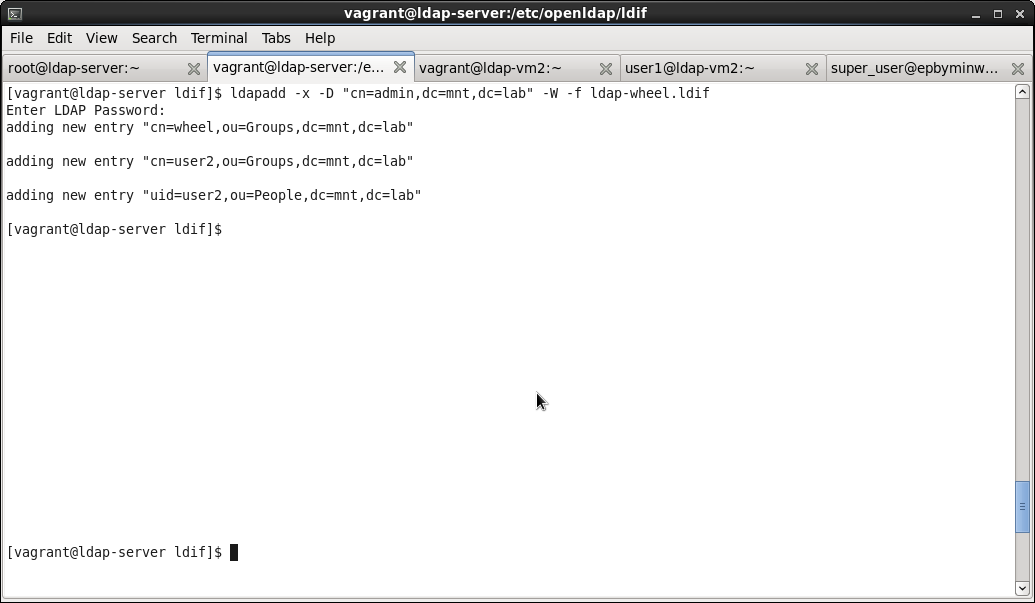 vagrant@ldap-server:/etc/openldap/ldif
File Edit View Search Terminal Tabs Help
root@ldap-server:~ vagrant@ldap-server:/e... vagrant@ldap-vm2:~ user1@ldap-vm2:~ super_user@epbyminw...
[vagrant@ldap-server ldif]$ ldapadd -x -D "cn=admin,dc=mnt,dc=lab" -W -f ldap-wheel.ldif
Enter LDAP Password:
adding new entry "cn=wheel,ou=Groups,dc=mnt,dc=lab"
adding new entry "cn=user2,ou=Groups,dc=mnt,dc=lab"
adding new entry "uid=user2,ou=People,dc=mnt,dc=lab"
[vagrant@ldap-server ldif]$
[vagrant@ldap-server ldif]$